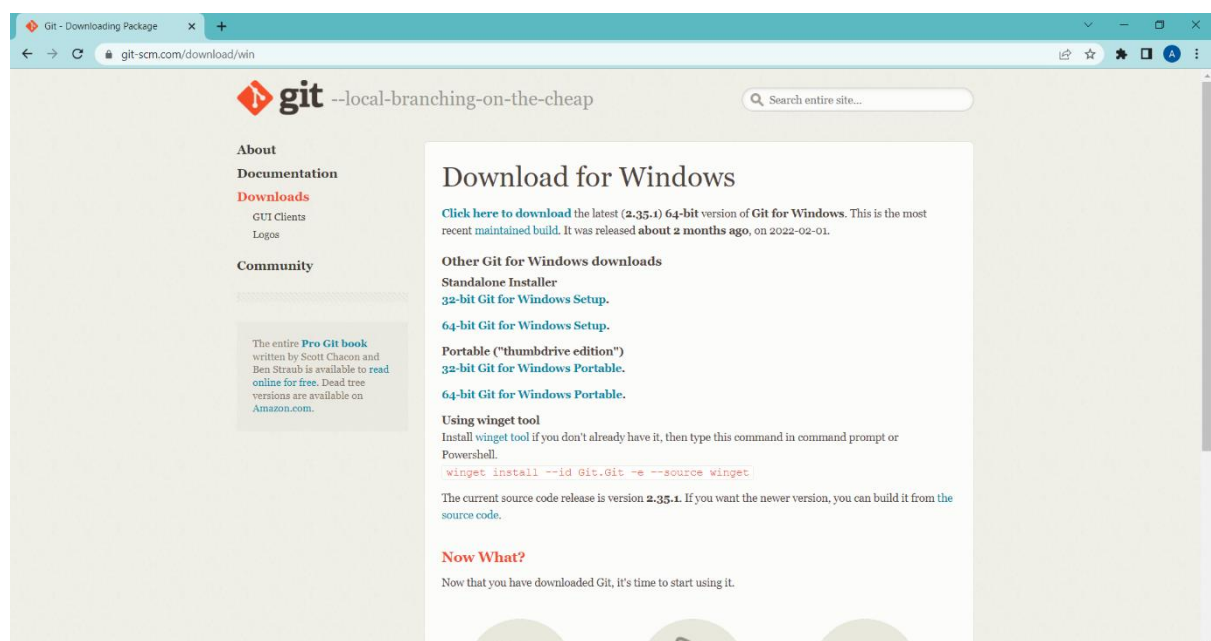 Git - Downloading Package
git-scm.com/download/win
A
git --local-branching-on-the-cheap
Search entire site...
About
Documentation
Downloads
GUI Clients
Logos
Community
The entire Pro Git book
written by Scott Chacon and
Ben Straub is available to read
online for free. Dead tree
versions are available on
Amazon.com.
Download for Windows
Click here to download the latest (2.35.1) 64-bit version of Git for Windows. This is the most
recent maintained build. It was released about 2 months ago, on 2022-02-01.
Other Git for Windows downloads
Standalone Installer
32-bit Git for Windows Setup.
64-bit Git for Windows Setup.
Portable ("thumbdrive edition")
32-bit Git for Windows Portable.
64-bit Git for Windows Portable.
Using winget tool
Install winget tool if you don't already have it, then type this command in command prompt or
Powershell.
winget install --id Git.Git -e --source winget
The current source code release is version 2.35.1. If you want the newer version, you can build it from the
source code.
Now What?
Now that you have downloaded Git, it's time to start using it.